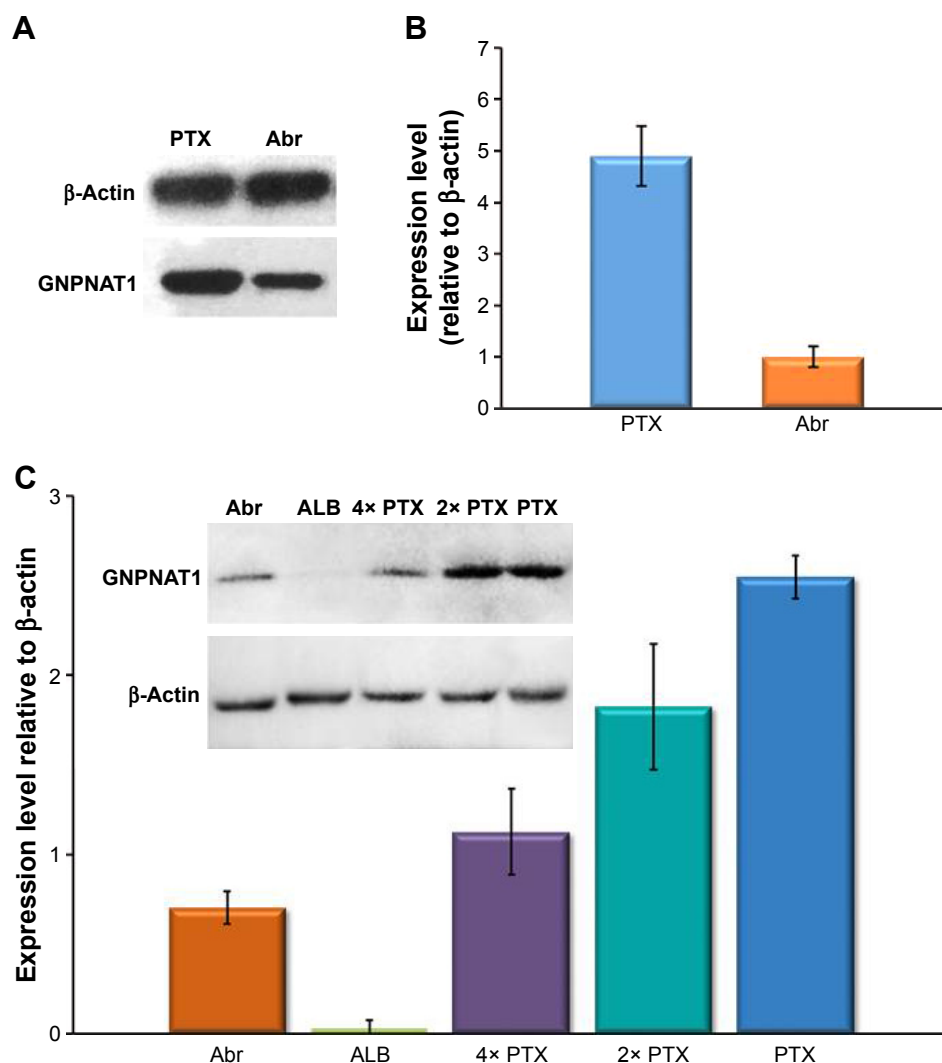 A
PTX Abr
β-Actin
GNPNAT1
B
Expression level
(relative to β-actin)
7
6
5
4
3
2
1
0
PTX Abr
C
Expression level relative to β-actin
3
2
1
0
Abr ALB 4× PTX 2× PTX PTX
GNPNAT1
β-Actin
Abr ALB 4× PTX 2× PTX PTX